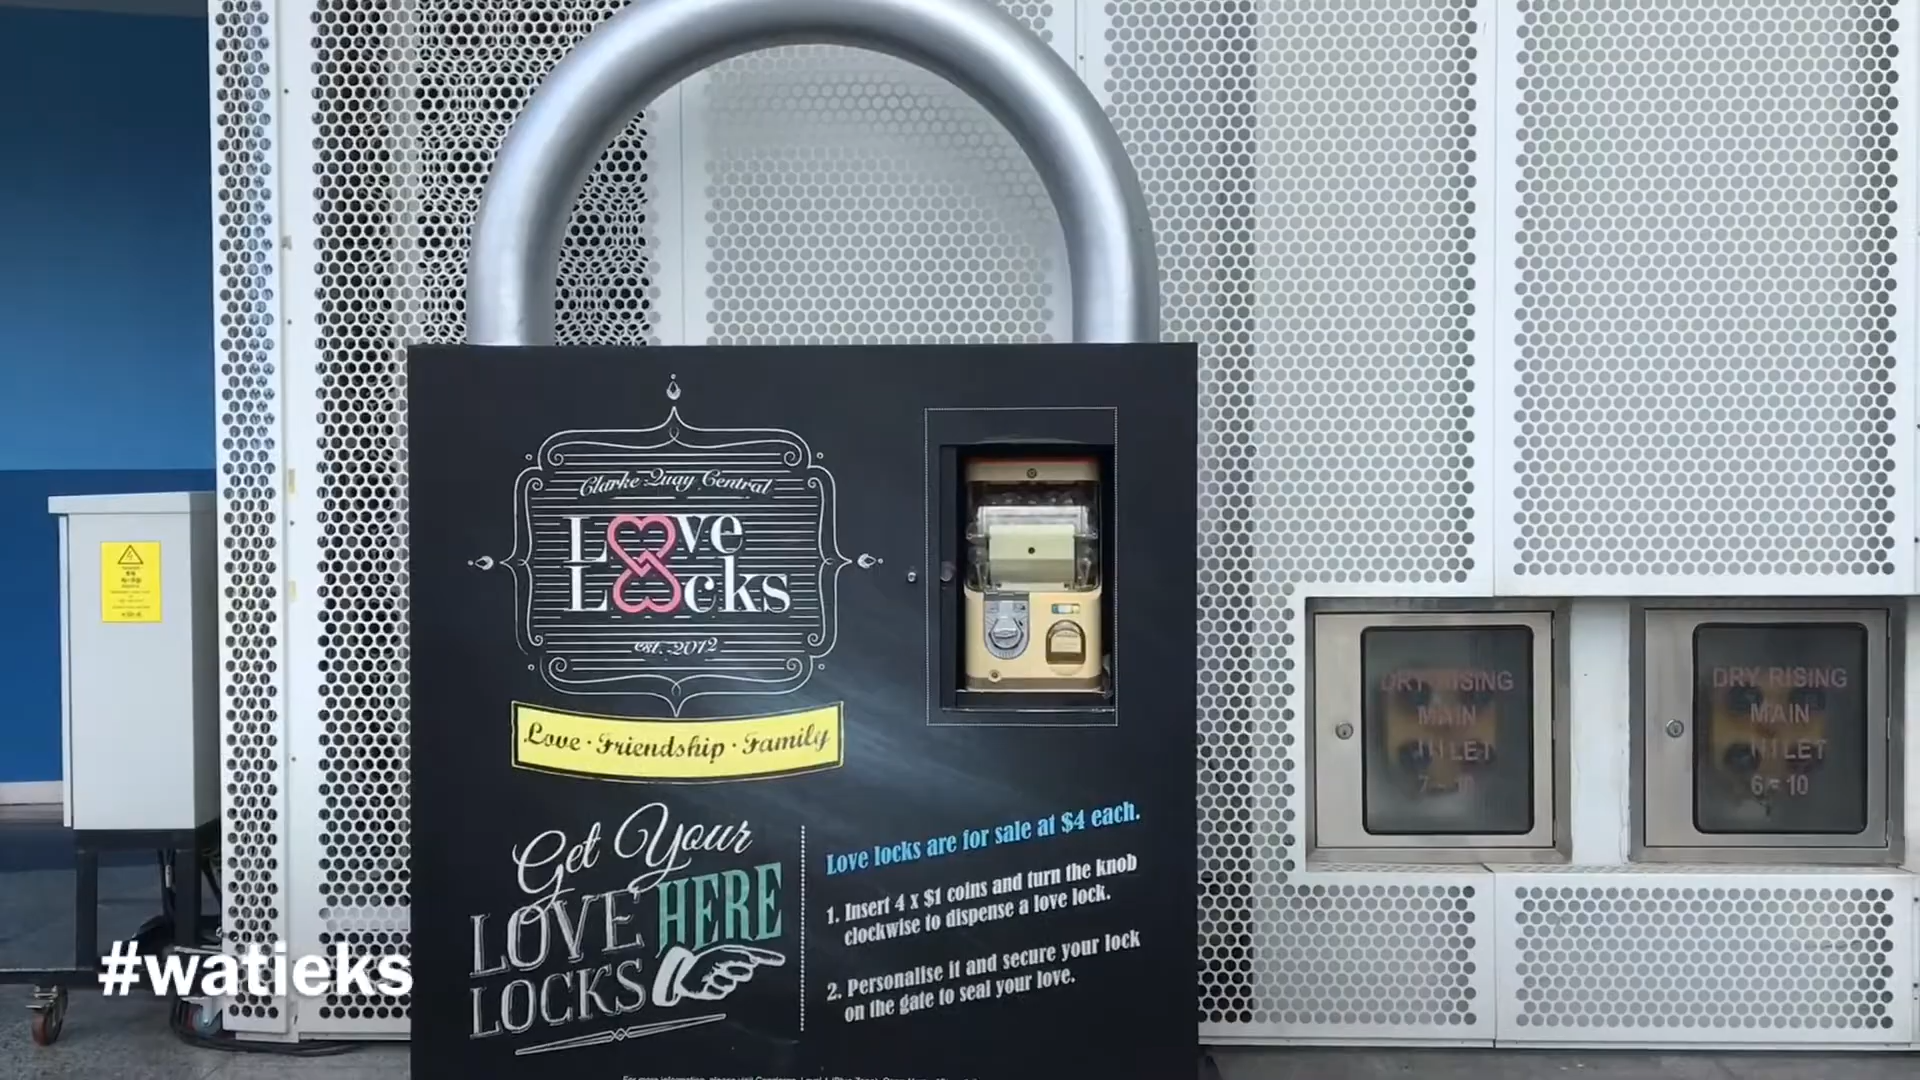 Clarke Quay Central
Love
Locks
est. 2012
Love · Friendship · Family
Get Your
LOVE HERE
LOCKS
Love locks are for sale at $4 each.
1. Insert 4 x $1 coins and turn the knob
clockwise to dispense a love lock.
2. Personalise it and secure your lock
on the gate to seal your love.
DRY RISING
MAIN
INLET
DRY RISING
MAIN
INLET
6 - 10
#watieks